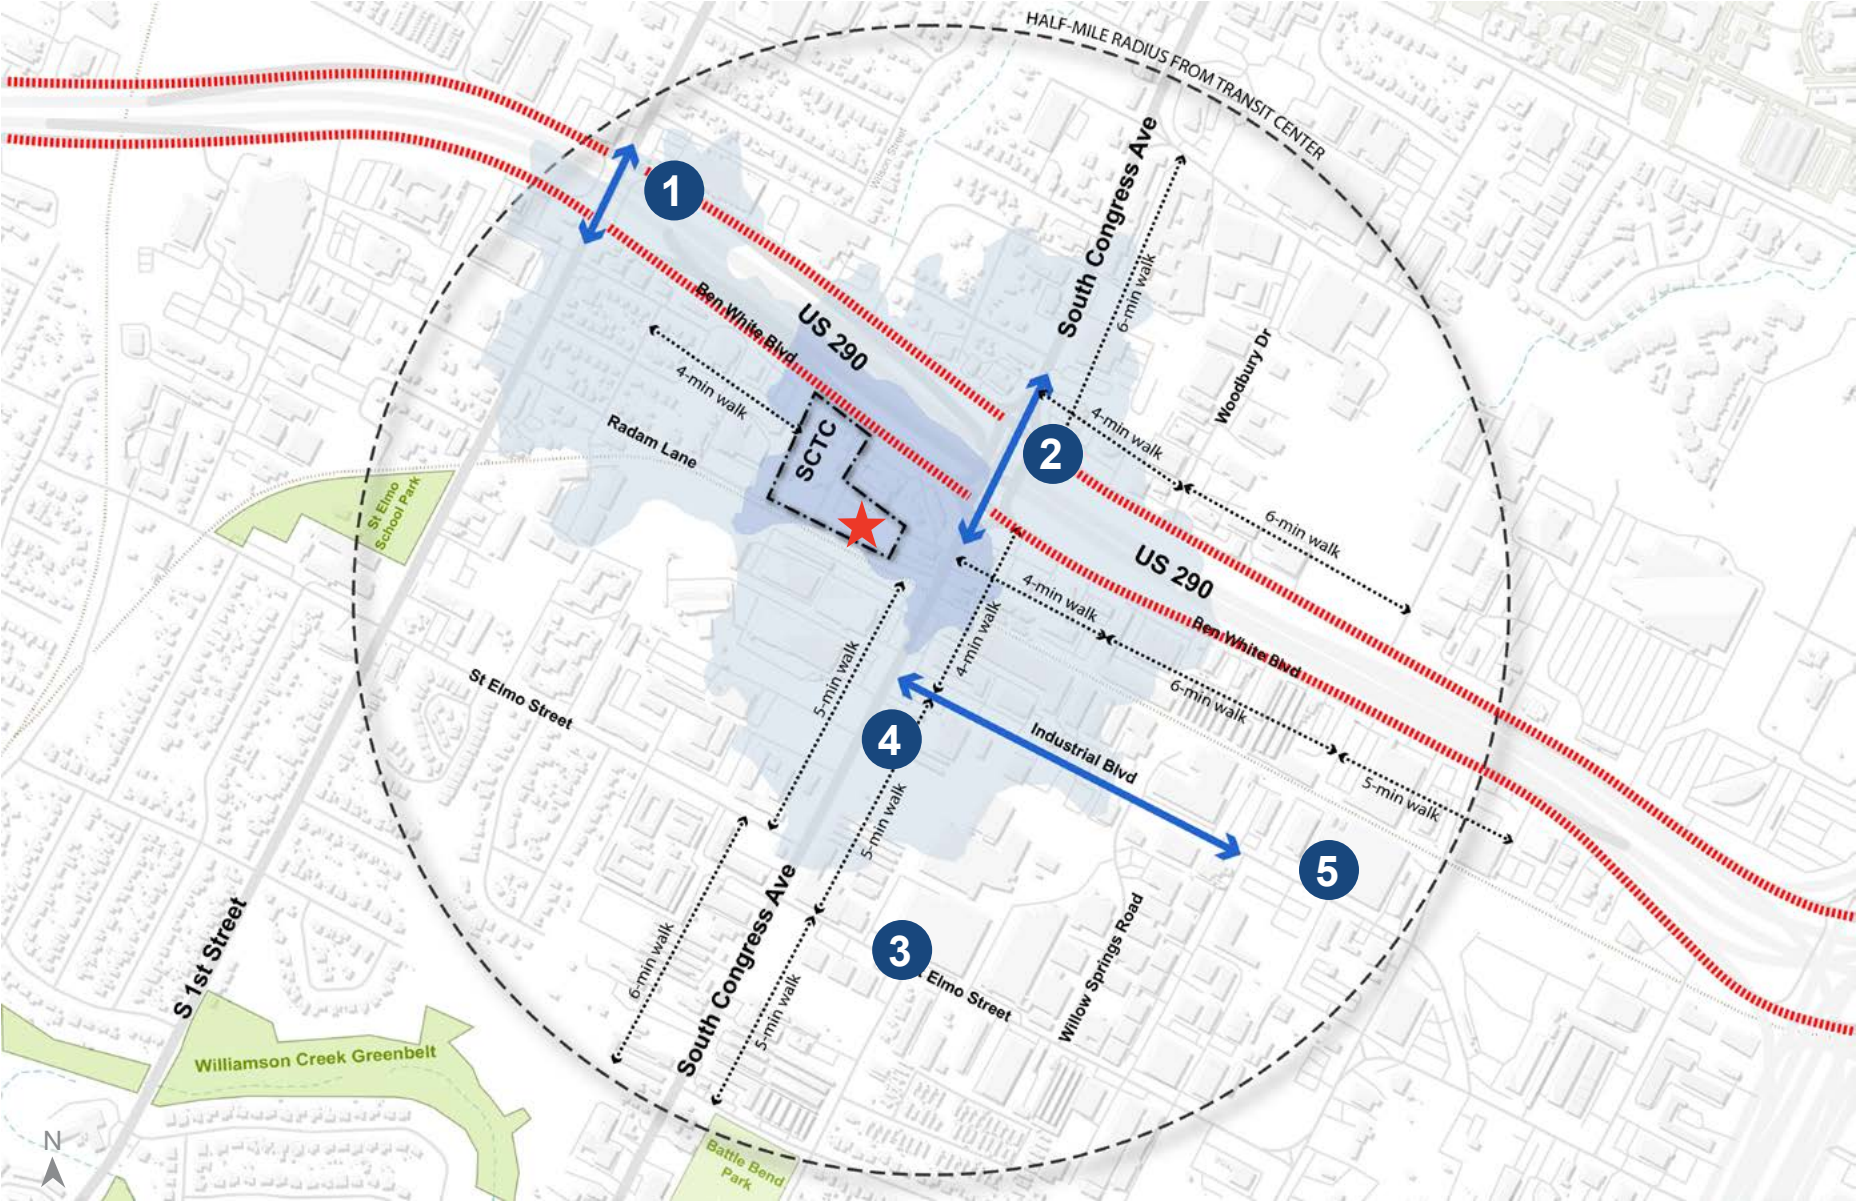 HALF-MILE RADIUS FROM TRANSIT CENTER
1
Wilson Street
South Congress Ave
6-min walk
Ben White Blvd
US 290
Woodbury Dr
4-min walk
4-min walk
Radam Lane
SCTC
2
St Elmo
School Park
6-min walk
US 290
4-min walk
4-min walk
Ben White Blvd
5-min walk
6-min walk
St Elmo Street
4
Industrial Blvd
5-min walk
5-min walk
5
S 1st Street
South Congress Ave
6-min walk
3
Elmo Street
Willow Springs Road
5-min walk
Williamson Creek Greenbelt
N
Battle Bend
Park